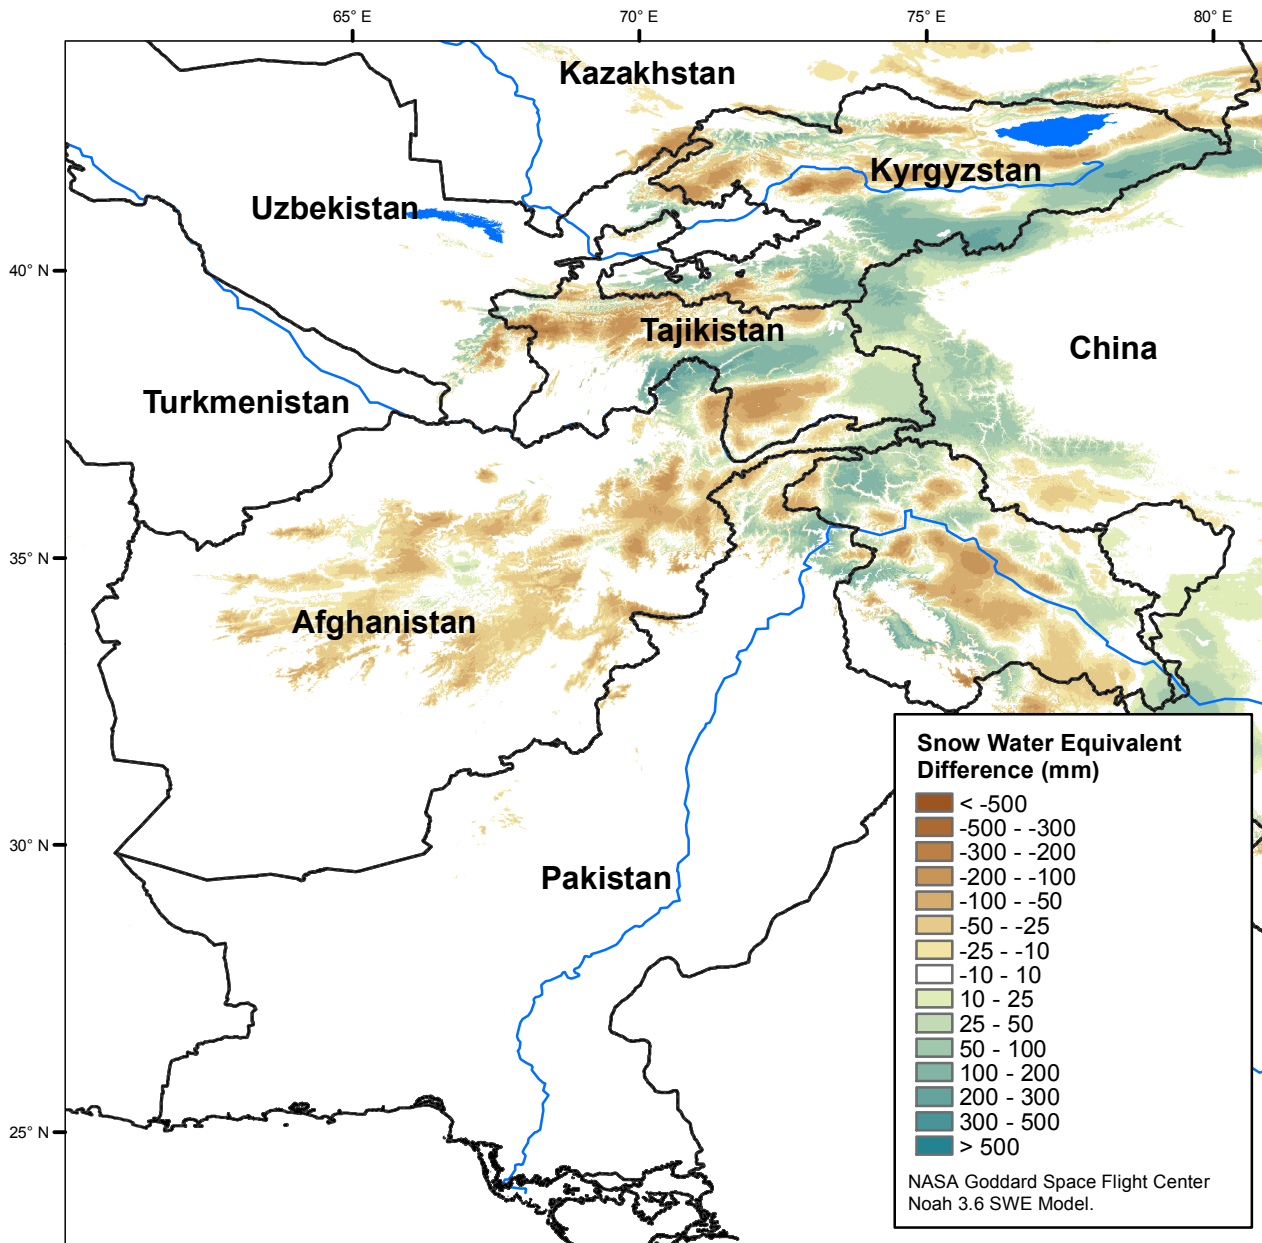 65° E
70° E
75° E
80° E
Kazakhstan
Kyrgyzstan
Uzbekistan
40° N
Tajikistan
China
Turkmenistan
35° N
Afghanistan
30° N
Pakistan
25° N
Snow Water Equivalent
Difference (mm)
< -500
-500 - -300
-300 - -200
-200 - -100
-100 - -50
-50 - -25
-25 - -10
-10 - 10
10 - 25
25 - 50
50 - 100
100 - 200
200 - 300
300 - 500
> 500
NASA Goddard Space Flight Center
Noah 3.6 SWE Model.